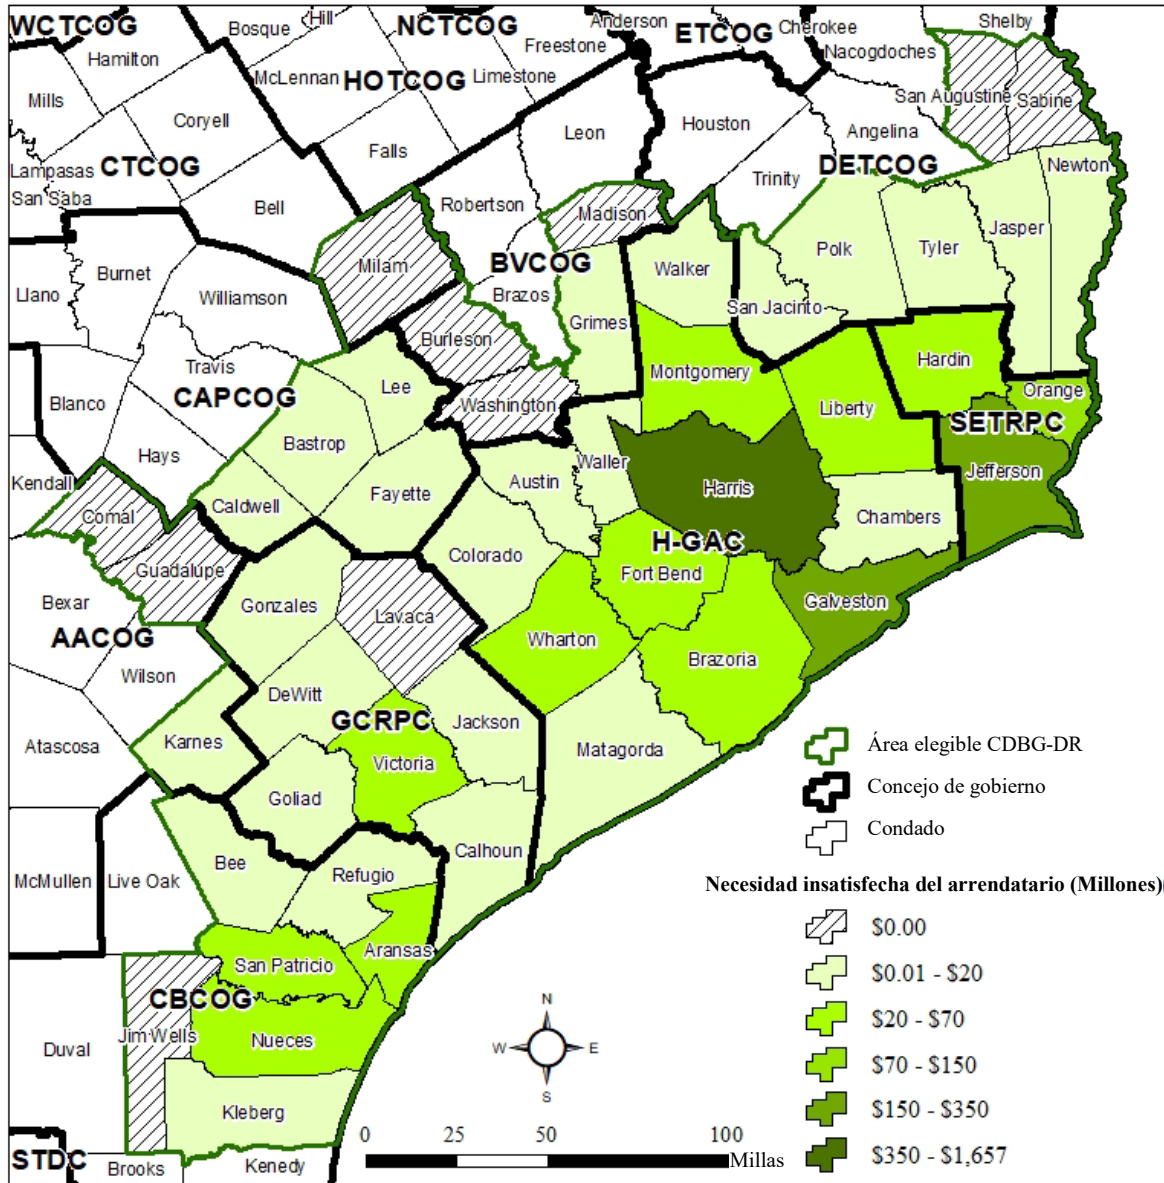 WCTCOG
Hill
Bosque
NCTCOG
Anderson
ETCOG
Cherokee
Shelby
Hamilton
Freestone
Nacogdoches
McLennan
HOTCOG
Limestone
Mills
San Augustine
Sabine
Coryell
Leon
Houston
Angelina
Falls
Lampasas
CTCOG
DETCOG
Newton
San Saba
Bell
Robertson
Trinity
Madison
Jasper
Polk
Tyler
Milam
BVCOG
Walker
Burnet
Llano
Williamson
Brazos
San Jacinto
Grimes
Burleson
Hardin
Travis
Montgomery
Lee
Orange
Blanco
CAPCOG
Washington
Liberty
SETRPC
Bastrop
Hays
Waller
Jefferson
Kendall
Austin
Harris
Fayette
Caldwell
Comal
Chambers
H-GAC
Colorado
Guadalupe
Fort Bend
Bexar
Gonzales
Lavaca
Galveston
AACOG
Wharton
Brazoria
Wilson
DeWitt
GCRPC
Jackson
Atascosa
Karnes
Matagorda
Victoria
Goliad
Calhoun
Bee
Refugio
McMullen
Live Oak
Aransas
San Patricio
CBCOG
Jim Wells
Nueces
Duval
Kleberg
STDC
Brooks
Kenedy
Área elegible CDBG-DR
Concejo de gobierno
Condado
Necesidad insatisfecha del arrendatario (Millones)
$0.00
$0.01 - $20
$20 - $70
$70 - $150
$150 - $350
$350 - $1,657
N
W E
S
0 25 50 100
Millas